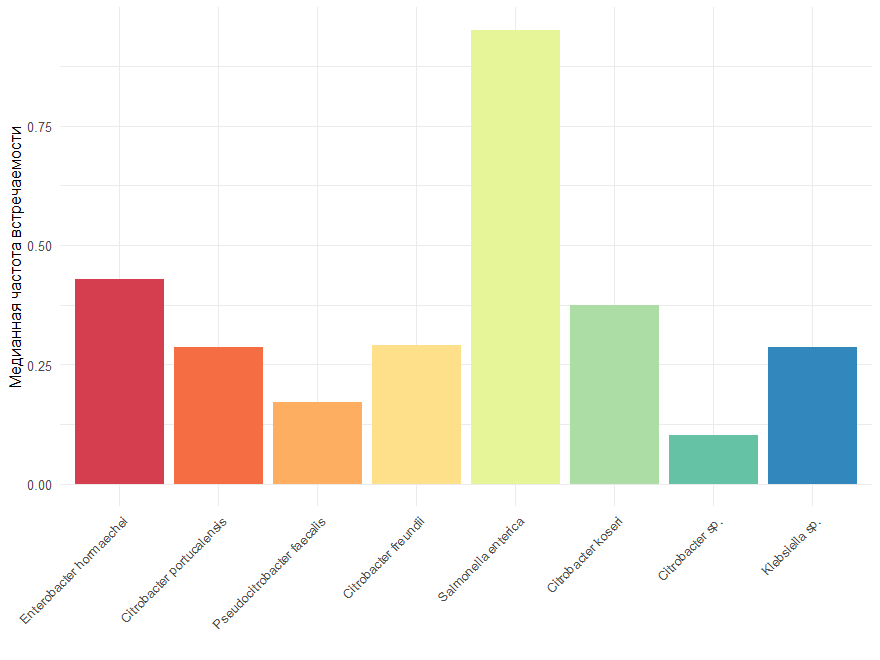 Медианная частота встречаемости
0.75
0.50
0.25
0.00
Enterobacter hormaechei
Citrobacter portucalensis
Pseudocitrobacter faecalis
Citrobacter freundii
Salmonella enterica
Citrobacter koseri
Citrobacter sp.
Klebsiella sp.